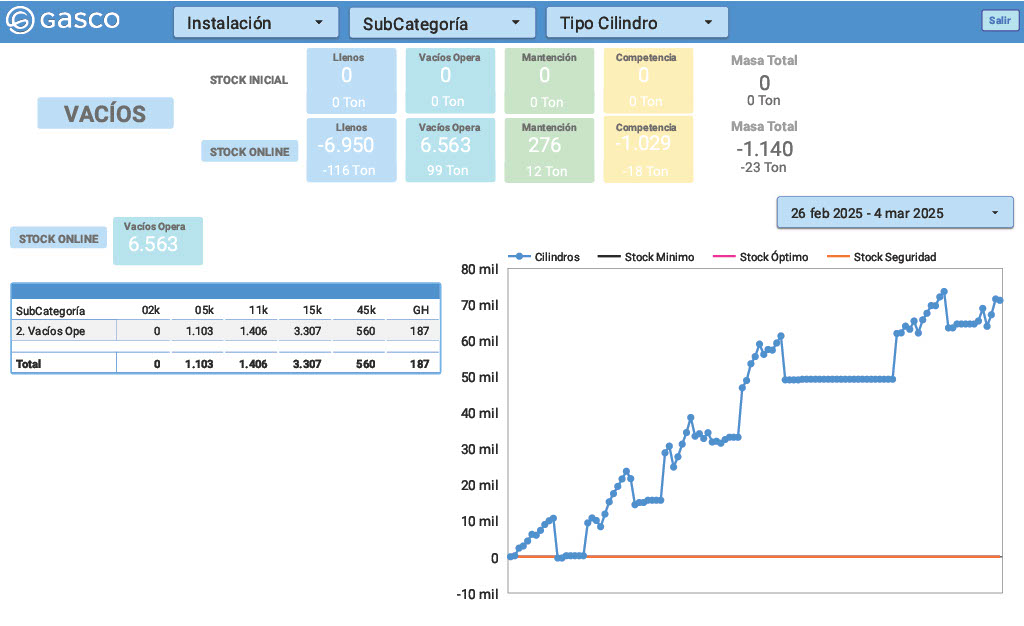 GASCO
Instalación
SubCategoría
Tipo Cilindro
Salir
STOCK INICIAL
Llenos
0
0 Ton
Vacíos Opera
0
0 Ton
Mantención
0
0 Ton
Competencia
0
0 Ton
Masa Total
0
0 Ton
VACÍOS
STOCK ONLINE
Llenos
-6.950
-116 Ton
Vacíos Opera
6.563
99 Ton
Mantención
276
12 Ton
Competencia
-1.029
-18 Ton
Masa Total
-1.140
-23 Ton
26 feb 2025 - 4 mar 2025
STOCK ONLINE
Vacíos Opera
6.563
SubCategoría 02k 05k 11k 15k 45k GH
2. Vacíos Ope 0 1.103 1.406 3.307 560 187
Total 0 1.103 1.406 3.307 560 187
Cilindros Stock Minimo Stock Óptimo Stock Seguridad
80 mil
70 mil
60 mil
50 mil
40 mil
30 mil
20 mil
10 mil
0
-10 mil